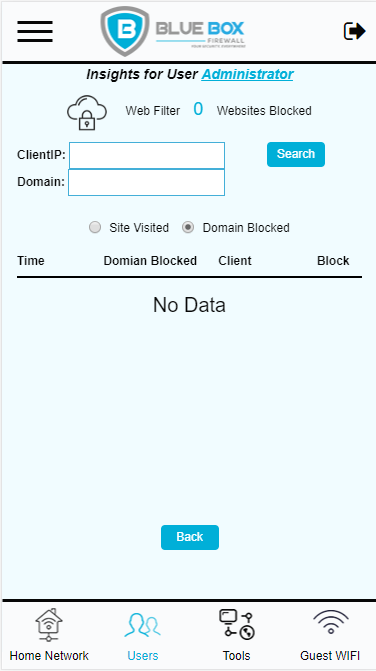 B BLUE BOX
FIREWALL
YOUR SECURITY, EVERYWHERE!
Insights for User Administrator
Web Filter 0 Websites Blocked
ClientIP: Search
Domain:
Site Visited Domain Blocked
Time Domian Blocked Client Block
No Data
Back
Home Network Users Tools Guest WIFI